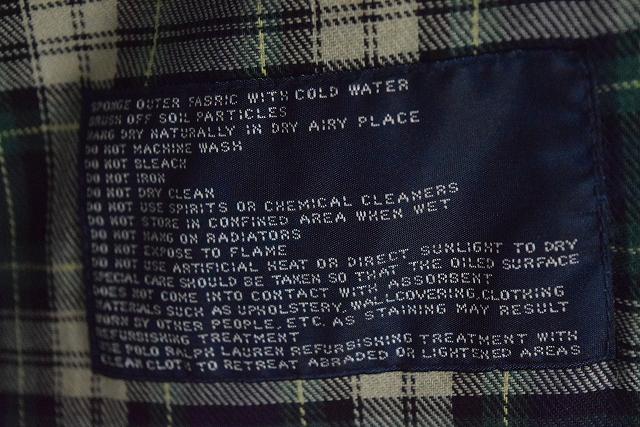 SPONGE OUTER FABRIC WITH COLD WATER
BRUSH OFF SOIL PARTICLES
HANG DRY NATURALLY IN DRY AIRY PLACE
DO NOT MACHINE WASH
DO NOT BLEACH
DO NOT IRON
DO NOT DRY CLEAN
DO NOT USE SPIRITS OR CHEMICAL CLEANERS
DO NOT STORE IN CONFINED AREA WHEN WET
DO NOT HANG ON RADIATORS
DO NOT EXPOSE TO FLAME
DO NOT USE ARTIFICIAL HEAT OR DIRECT SUNLIGHT TO DRY
SPECIAL CARE SHOULD BE TAKEN SO THAT THE OILED SURFACE
DOES NOT COME INTO CONTACT WITH ABSORBENT
MATERIALS SUCH AS UPHOLSTERY, WALLCOVERING, CLOTHING
WORN BY OTHER PEOPLE, ETC. AS STAINING MAY RESULT
REFURBISHING TREATMENT
USE POLO RALPH LAUREN REFURSISHING TREATMENT WITH
CLEAN CLOTH TO RETREAT ABRADED OR LIGHTENED AREAS